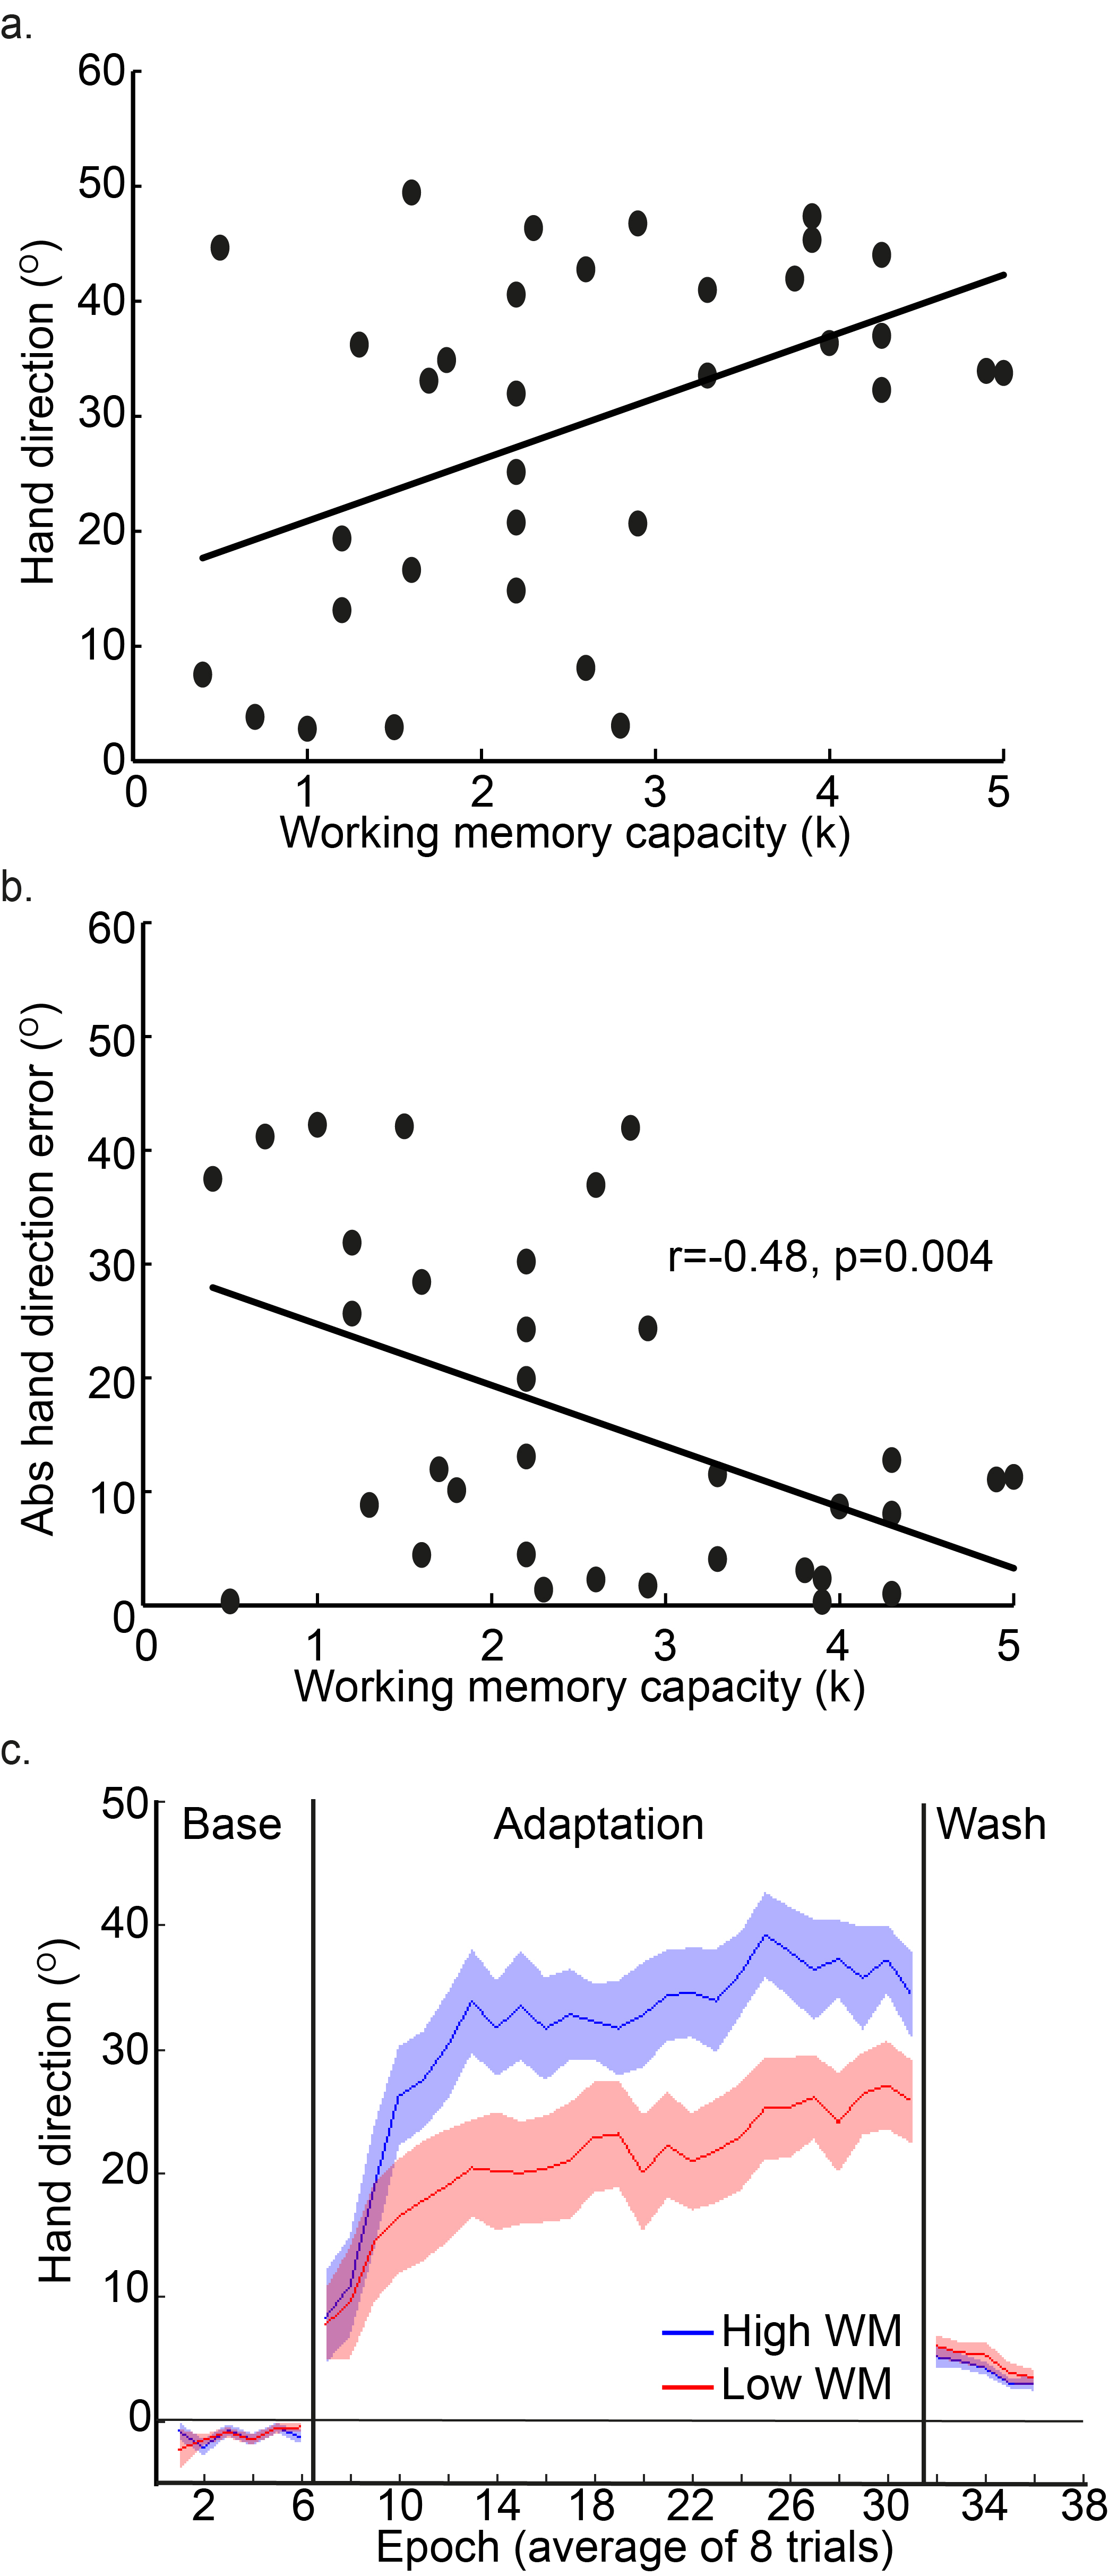 a.
60
50
40
30
20
10
0
Hand direction (O)
0 1 2 3 4 5
Working memory capacity (k)
b.
60
50
40
30
20
10
0
Abs hand direction error (O)
r=-0.48, p=0.004
0 1 2 3 4 5
Working memory capacity (k)
c.
50
40
30
20
10
0
Hand direction (O)
Base Adaptation Wash
High WM
Low WM
2 6 10 14 18 22 26 30 34 38
Epoch (average of 8 trials)